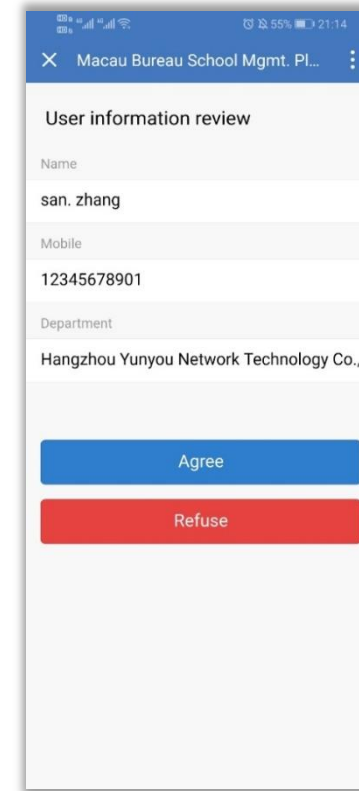 55% 21:14
Macau Bureau School Mgmt. Pl...
User information review
Name
san. zhang
Mobile
12345678901
Department
Hangzhou Yunyou Network Technology Co.,
Agree
Refuse